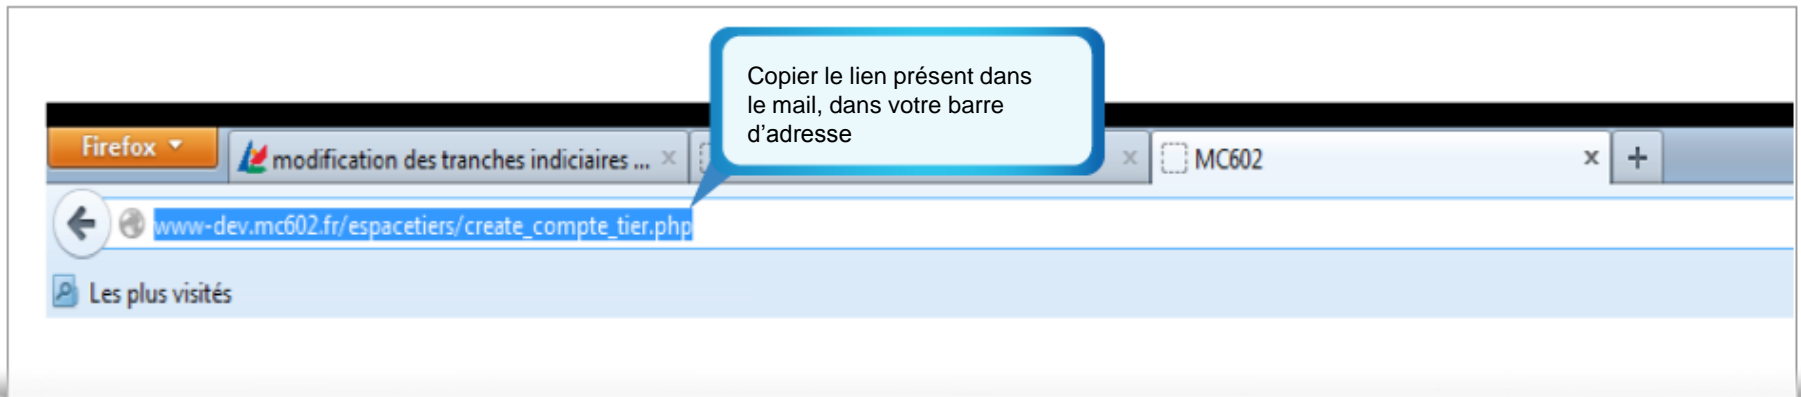 Copier le lien présent dans
le mail, dans votre barre
d’adresse
Firefox
modification des tranches indiciaires ...
MC602
www-dev.mc602.fr/espacetiers/create_compte_tier.php
Les plus visités